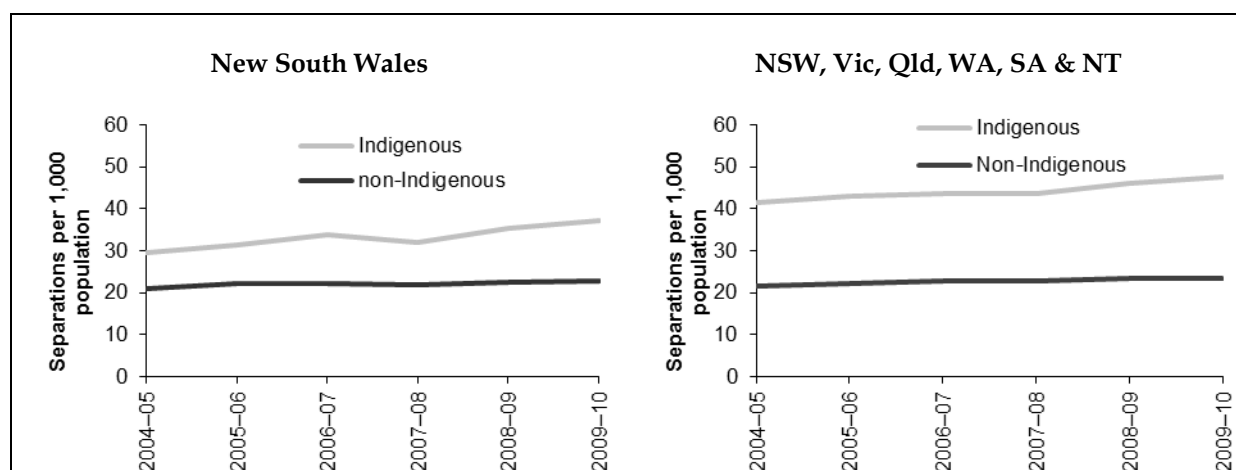 New South Wales
Separations per 1,000
population
60
50
40
30
20
10
0
Indigenous
non-Indigenous
2004–05
2005–06
2006–07
2007–08
2008–09
2009–10
NSW, Vic, Qld, WA, SA & NT
Separations per 1,000
population
60
50
40
30
20
10
0
Indigenous
Non-Indigenous
2004–05
2005–06
2006–07
2007–08
2008–09
2009–10